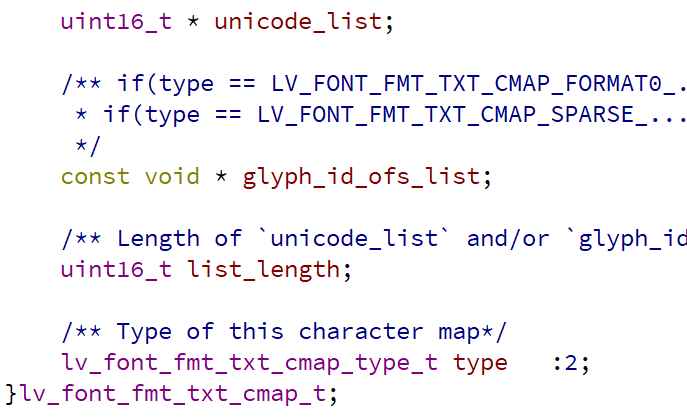 uint16_t * unicode_list;
/** if(type == LV_FONT_FMT_TXT_CMAP_FORMAT0_...
* if(type == LV_FONT_FMT_TXT_CMAP_SPARSE_...
*/
const void * glyph_id_ofs_list;
/** Length of `unicode_list` and/or `glyph_id
uint16_t list_length;
/** Type of this character map*/
lv_font_fmt_txt_cmap_type_t type :2;
}lv_font_fmt_txt_cmap_t;